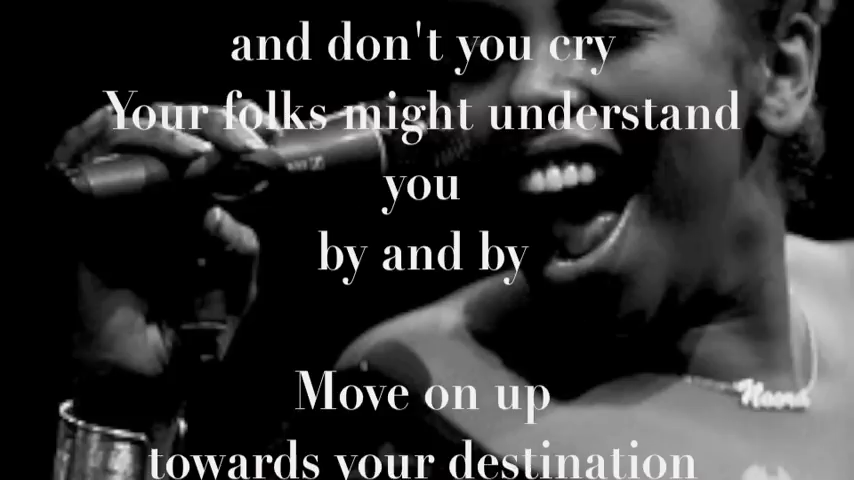 and don't you cry
Your folks might understand
you
by and by
Move on up
towards your destination